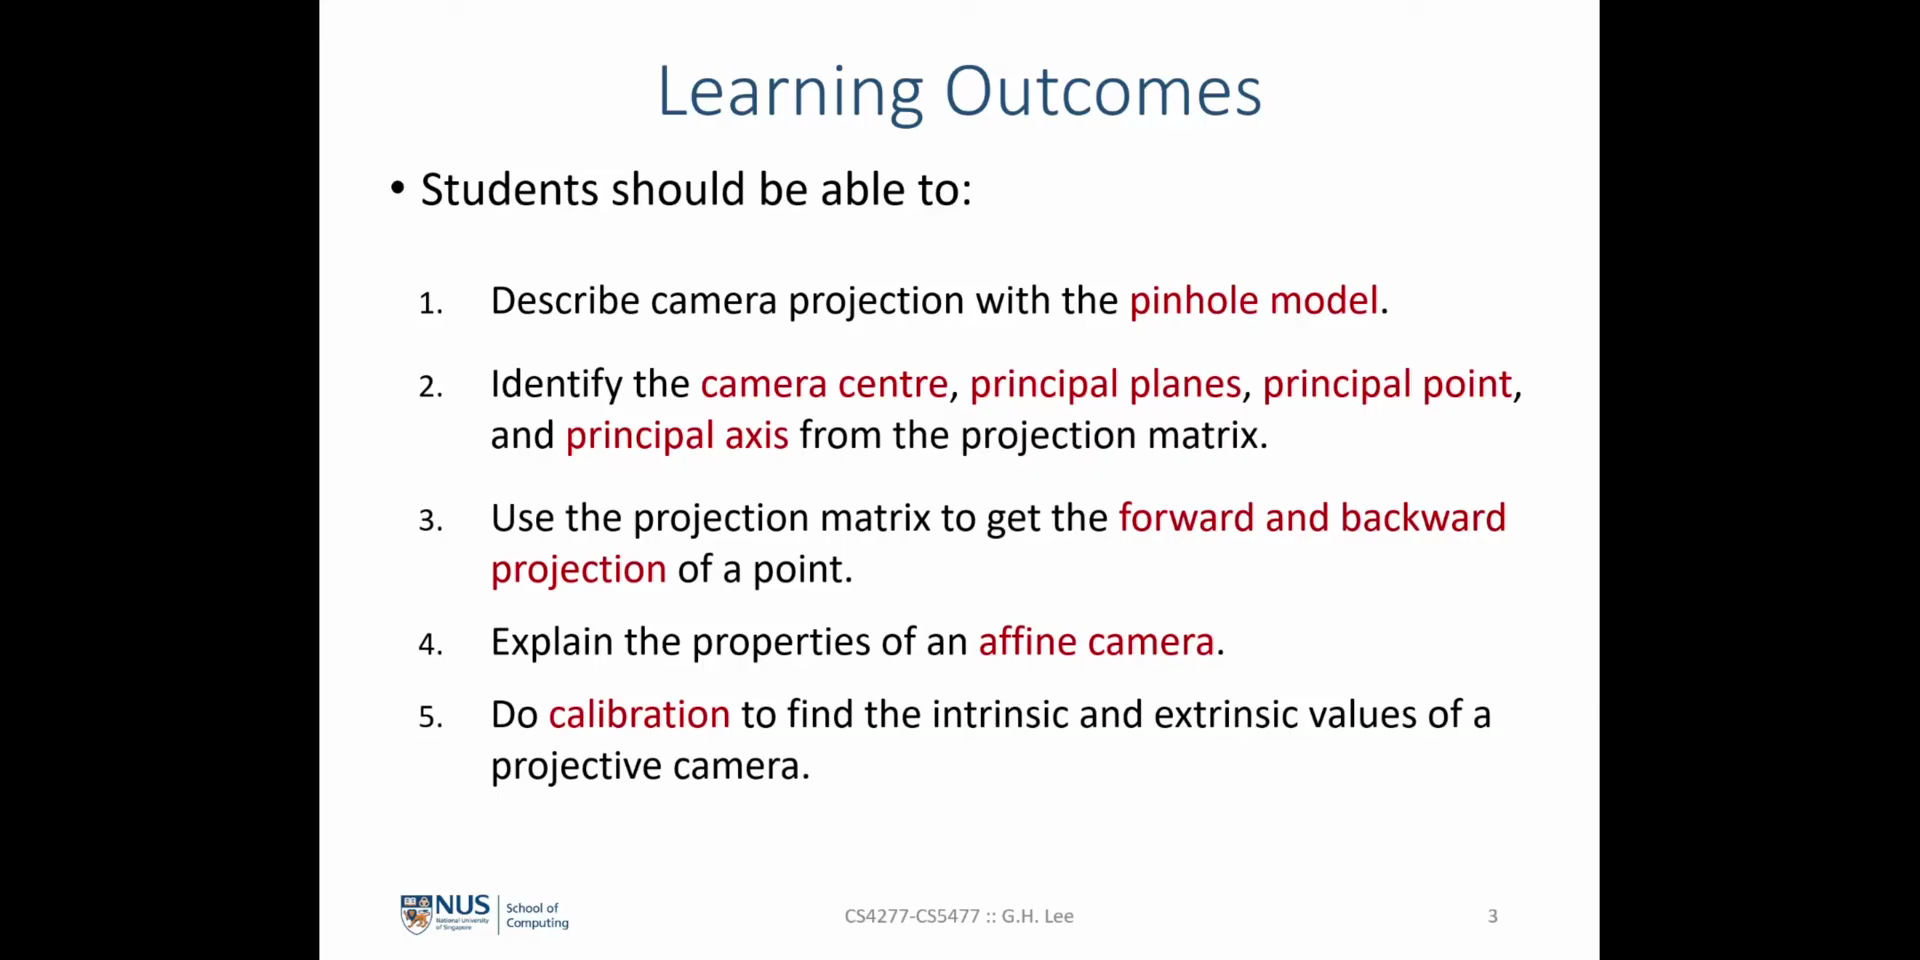 Learning Outcomes
• Students should be able to:
1. Describe camera projection with the pinhole model.
2. Identify the camera centre, principal planes, principal point,
and principal axis from the projection matrix.
3. Use the projection matrix to get the forward and backward
projection of a point.
4. Explain the properties of an affine camera.
5. Do calibration to find the intrinsic and extrinsic values of a
projective camera.
NUS
National University
of Singapore
School of
Computing
CS4277-CS5477 :: G.H. Lee
3